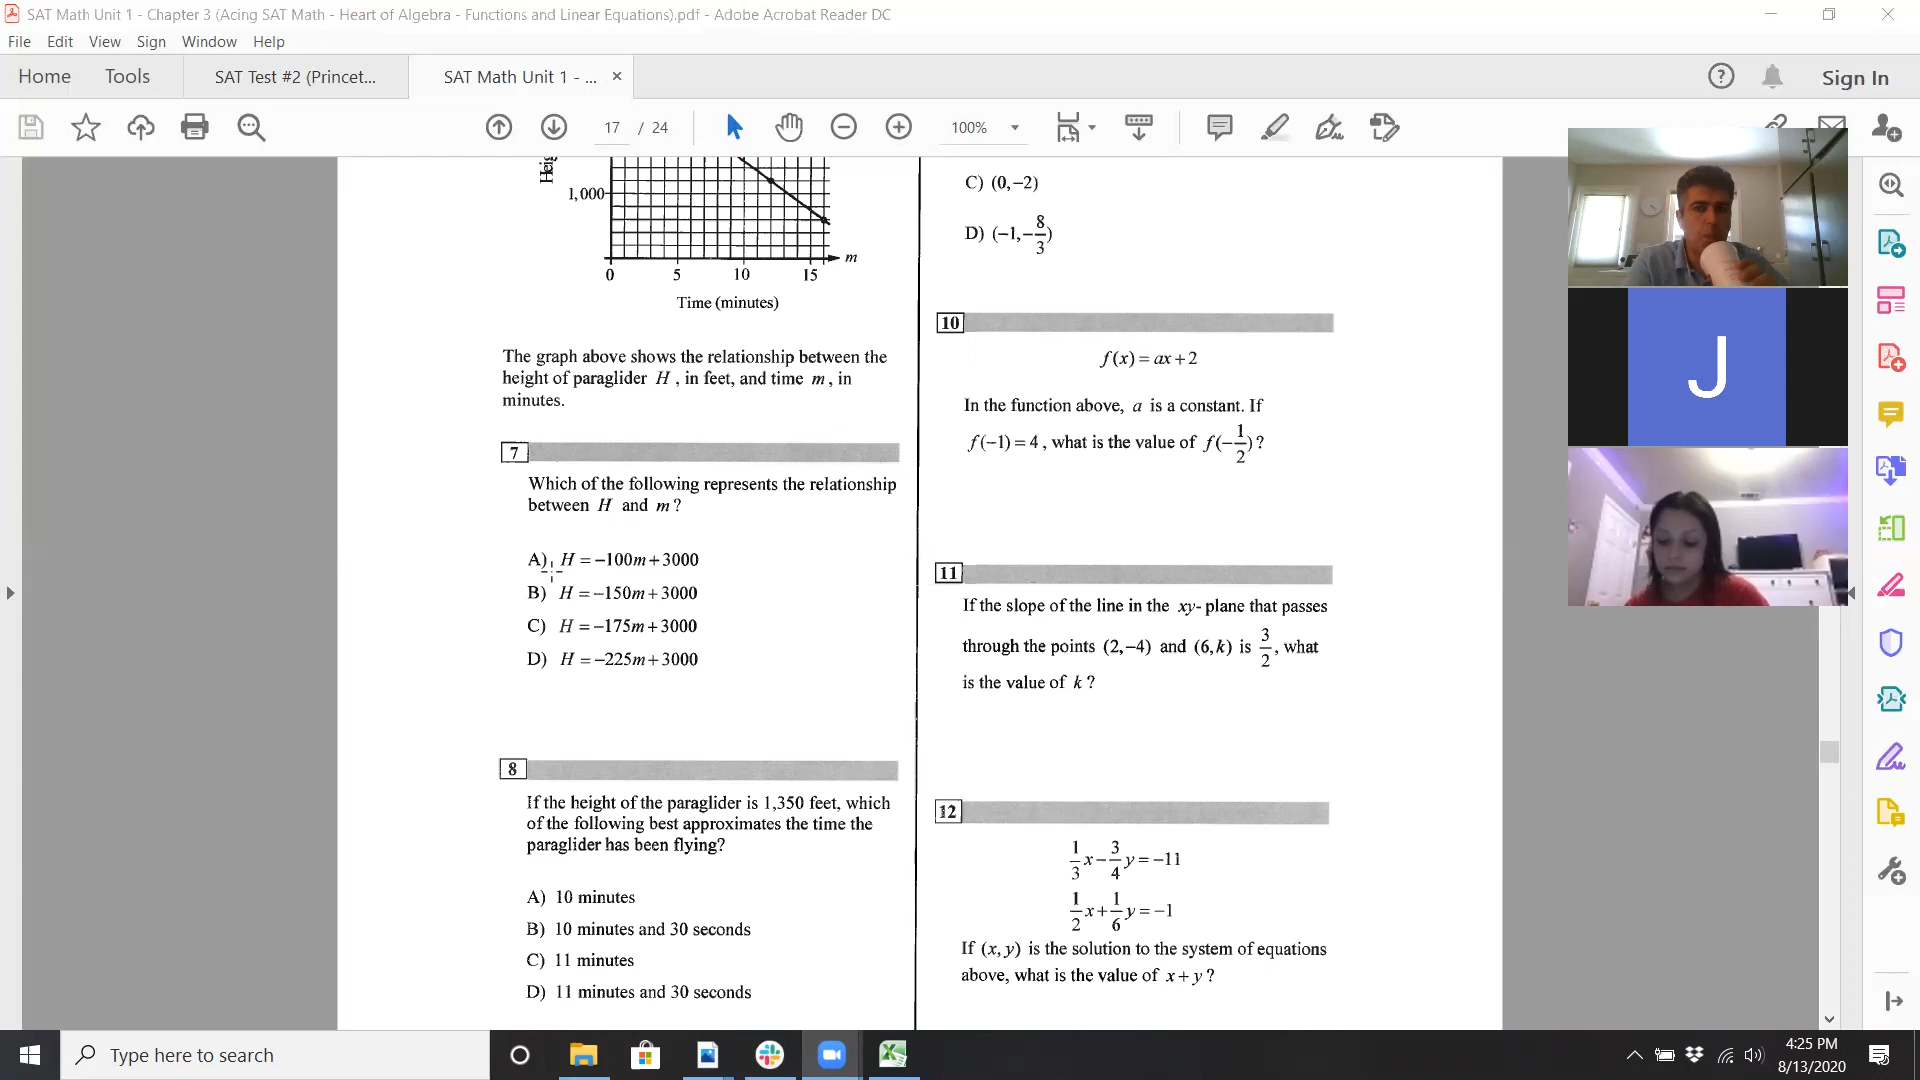 SAT Math Unit 1 - Chapter 3 (Acing SAT Math - Heart of Algebra - Functions and Linear Equations).pdf - Adobe Acrobat Reader DC
File Edit View Sign Window Help
Home Tools SAT Test #2 (Princet... SAT Math Unit 1 - ... × Sign In
17 / 24 100%
1,000
0 5 10 15 m
Time (minutes)
The graph above shows the relationship between the
height of paraglider H, in feet, and time m, in
minutes.
7
Which of the following represents the relationship
between H and m?
A) H = −100m + 3000
B) H = −150m + 3000
C) H = −175m + 3000
D) H = −225m + 3000
8
If the height of the paraglider is 1,350 feet, which
of the following best approximates the time the
paraglider has been flying?
A) 10 minutes
B) 10 minutes and 30 seconds
C) 11 minutes
D) 11 minutes and 30 seconds
C) (0, −2)
D) (−1, −8/3)
10
f(x) = ax + 2
In the function above, a is a constant. If
f(−1) = 4, what is the value of f(−1/2)?
11
If the slope of the line in the xy- plane that passes
through the points (2, −4) and (6, k) is 3/2, what
is the value of k?
12
1/3x − 3/4y = −11
1/2x + 1/6y = −1
If (x, y) is the solution to the system of equations
above, what is the value of x + y?
J
Type here to search
4:25 PM
8/13/2020